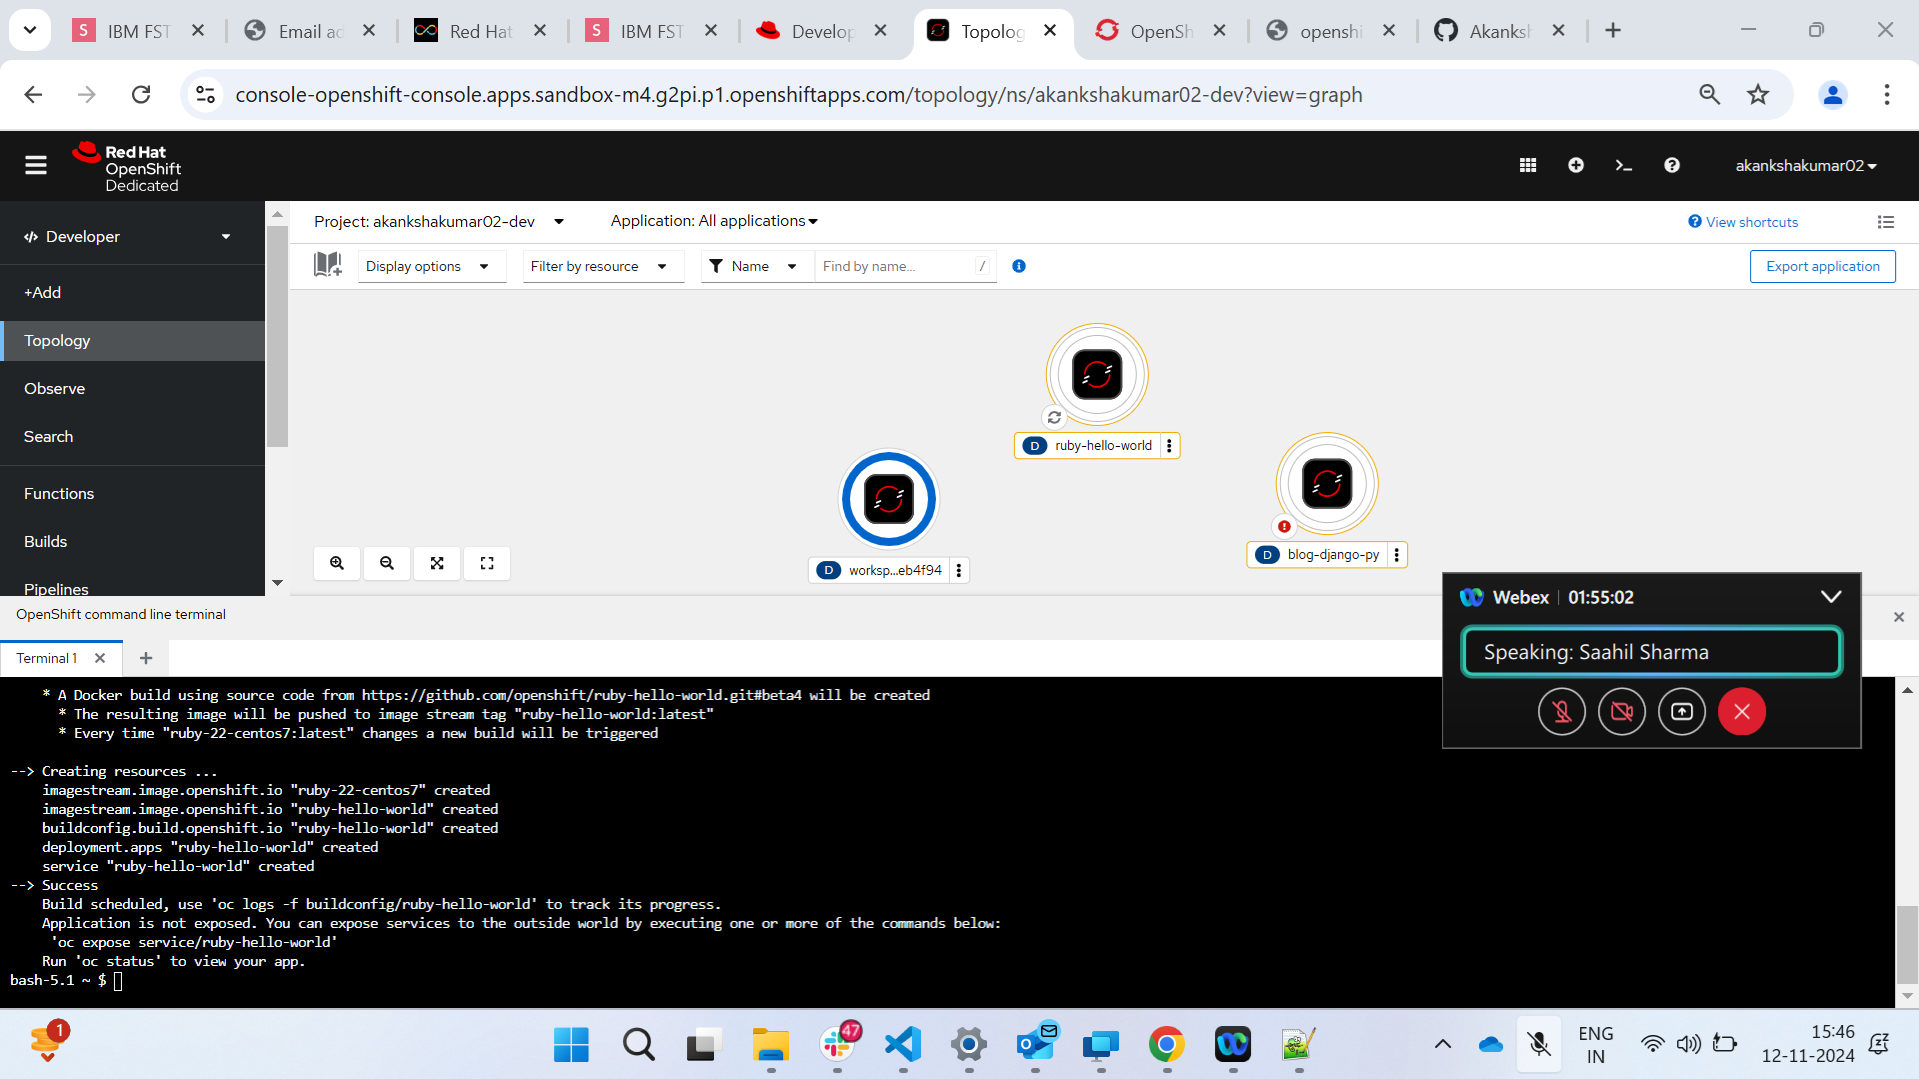 IBM FST
Email ad
Red Hat
IBM FST
Develop
Topolog
OpenSh
openshi
Akanksh
console-openshift-console.apps.sandbox-m4.g2pi.p1.openshiftapps.com/topology/ns/akankshakumar02-dev?view=graph
Red Hat
OpenShift
Dedicated
akankshakumar02
Developer
+Add
Topology
Observe
Search
Functions
Builds
Pipelines
Project: akankshakumar02-dev
Application: All applications
View shortcuts
Display options
Filter by resource
Name
Find by name...
/
Export application
D ruby-hello-world
D worksp...eb4f94
D blog-django-py
OpenShift command line terminal
Terminal 1
Webex | 01:55:02
Speaking: Saahil Sharma
* A Docker build using source code from https://github.com/openshift/ruby-hello-world.git#beta4 will be created
* The resulting image will be pushed to image stream tag "ruby-hello-world:latest"
* Every time "ruby-22-centos7:latest" changes a new build will be triggered
--> Creating resources ...
imagestream.image.openshift.io "ruby-22-centos7" created
imagestream.image.openshift.io "ruby-hello-world" created
buildconfig.build.openshift.io "ruby-hello-world" created
deployment.apps "ruby-hello-world" created
service "ruby-hello-world" created
--> Success
Build scheduled, use 'oc logs -f buildconfig/ruby-hello-world' to track its progress.
Application is not exposed. You can expose services to the outside world by executing one or more of the commands below:
'oc expose service/ruby-hello-world'
Run 'oc status' to view your app.
bash-5.1 ~ $
1
47
ENG
IN
15:46
12-11-2024